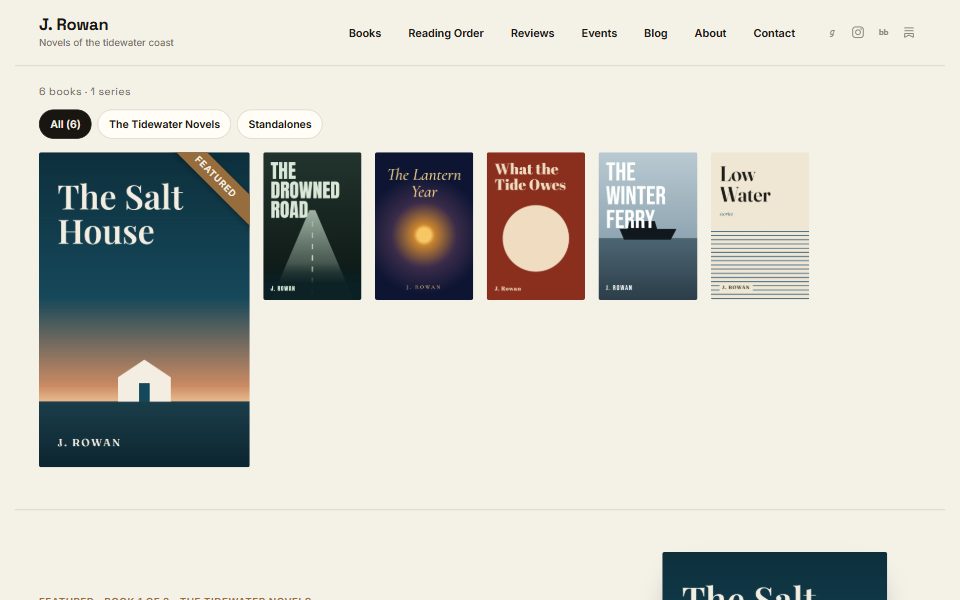 J. Rowan
Novels of the tidewater coast
Books Reading Order Reviews Events Blog About Contact
g
bb
6 books · 1 series
All (6) The Tidewater Novels Standalones
FEATURED
The Salt
House
J. ROWAN
THE
DROWNED
ROAD
J. ROWAN
The Lantern
Year
J. ROWAN
What the
Tide Owes
J. Rowan
THE
WINTER
FERRY
J. ROWAN
Low
Water
stories
J. ROWAN
The Salt